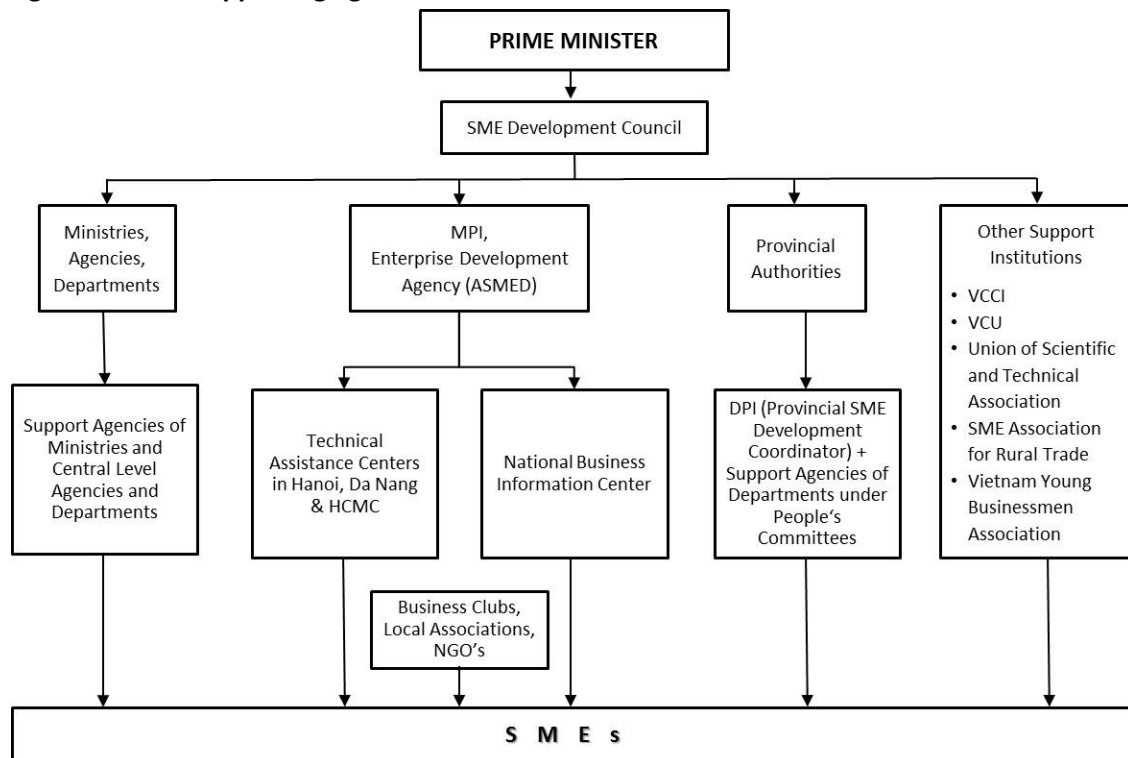 PRIME MINISTER
SME Development Council
Ministries,
Agencies,
Departments
MPI,
Enterprise Development
Agency (ASMED)
Provincial
Authorities
Other Support
Institutions
• VCCI
• VCU
• Union of Scientific
and Technical
Association
• SME Association
for Rural Trade
• Vietnam Young
Businessmen
Association
Support Agencies of
Ministries and
Central Level
Agencies and
Departments
Technical
Assistance Centers
in Hanoi, Da Nang
& HCMC
National Business
Information Center
DPI (Provincial SME
Development
Coordinator) +
Support Agencies of
Departments under
People‘s
Committees
Business Clubs,
Local Associations,
NGO’s
S M E s